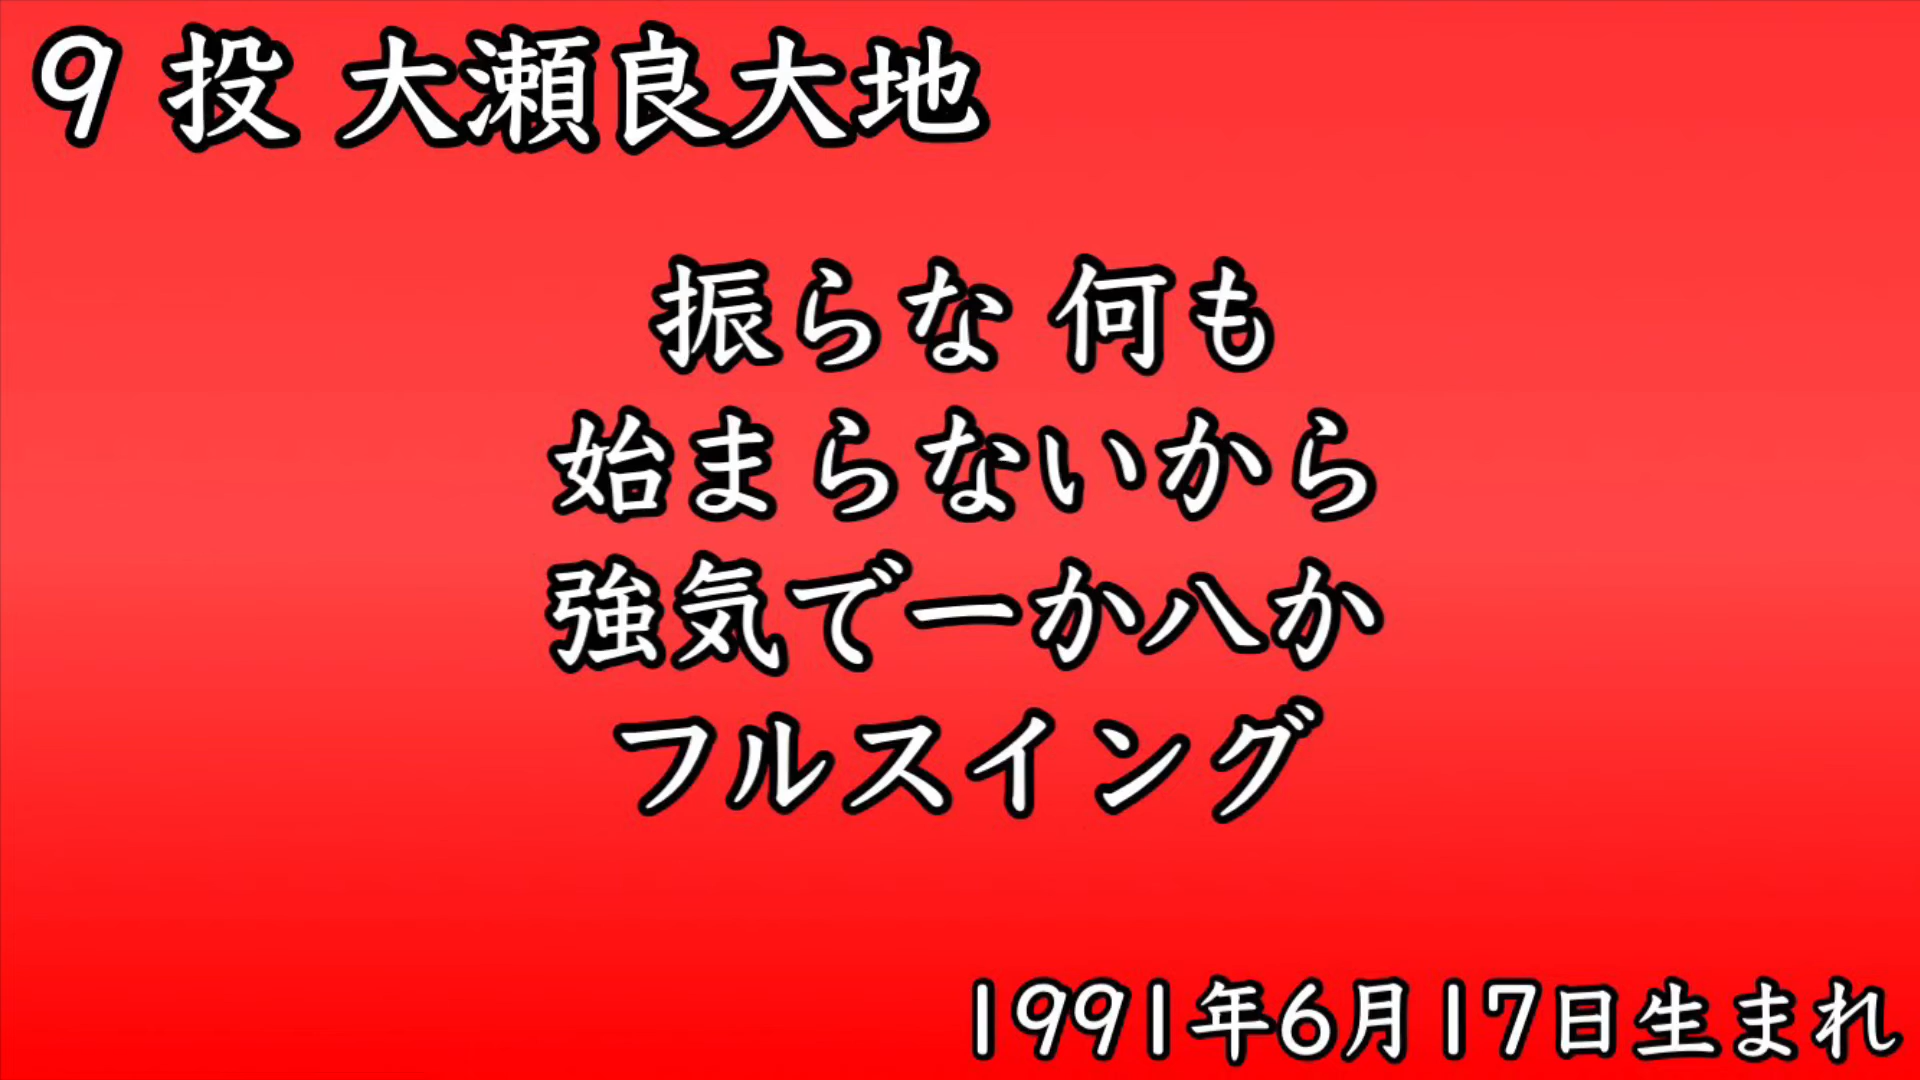 9 投 大瀬良大地
振らな 何も
始まらないから
強気で一か八か
フルスイング
1991年6月17日生まれ